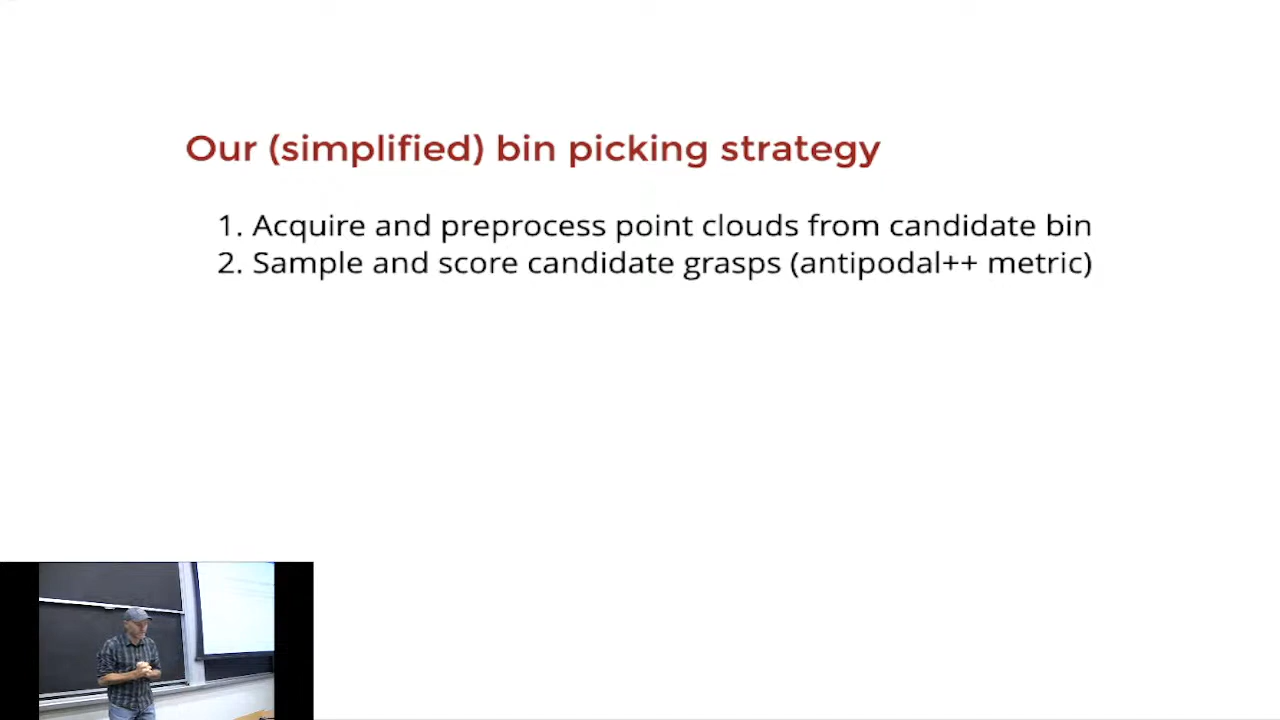 Our (simplified) bin picking strategy
1. Acquire and preprocess point clouds from candidate bin
2. Sample and score candidate grasps (antipodal++ metric)